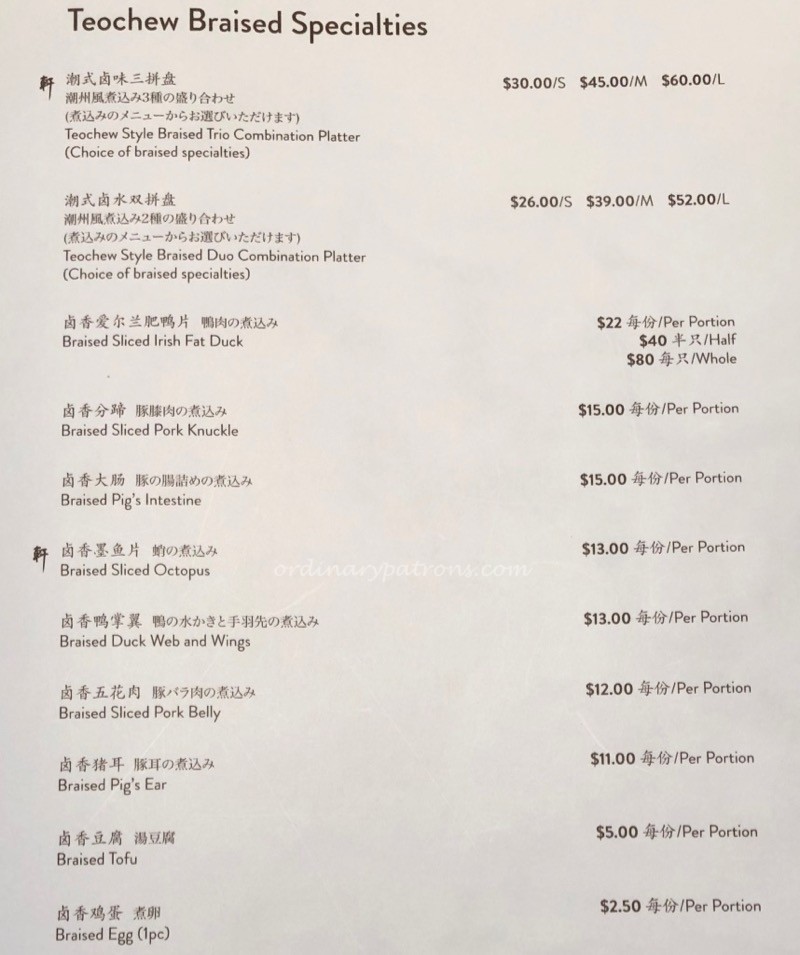 Teochew Braised Specialties
軒 潮式卤味三拼盘 $30.00/S $45.00/M $60.00/L
潮州風煮込み3種の盛り合わせ
(煮込みのメニューからお選びいただけます)
Teochew Style Braised Trio Combination Platter
(Choice of braised specialties)
潮式卤水双拼盘 $26.00/S $39.00/M $52.00/L
潮州風煮込み2種の盛り合わせ
(煮込みのメニューからお選びいただけます)
Teochew Style Braised Duo Combination Platter
(Choice of braised specialties)
卤香爱尔兰肥鸭片 鴨肉の煮込み $22 每份/Per Portion
Braised Sliced Irish Fat Duck $40 半只/Half
$80 每只/Whole
卤香分蹄 豚膝肉の煮込み $15.00 每份/Per Portion
Braised Sliced Pork Knuckle
卤香大肠 豚の腸詰めの煮込み $15.00 每份/Per Portion
Braised Pig's Intestine
軒 卤香墨鱼片 蛸の煮込み $13.00 每份/Per Portion
Braised Sliced Octopus
ordinarypatrons.com
卤香鸭掌翼 鴨の水かきと手羽先の煮込み $13.00 每份/Per Portion
Braised Duck Web and Wings
卤香五花肉 豚バラ肉の煮込み $12.00 每份/Per Portion
Braised Sliced Pork Belly
卤香猪耳 豚耳の煮込み $11.00 每份/Per Portion
Braised Pig's Ear
卤香豆腐 湯豆腐 $5.00 每份/Per Portion
Braised Tofu
卤香鸡蛋 煮卵 $2.50 每份/Per Portion
Braised Egg (1pc)